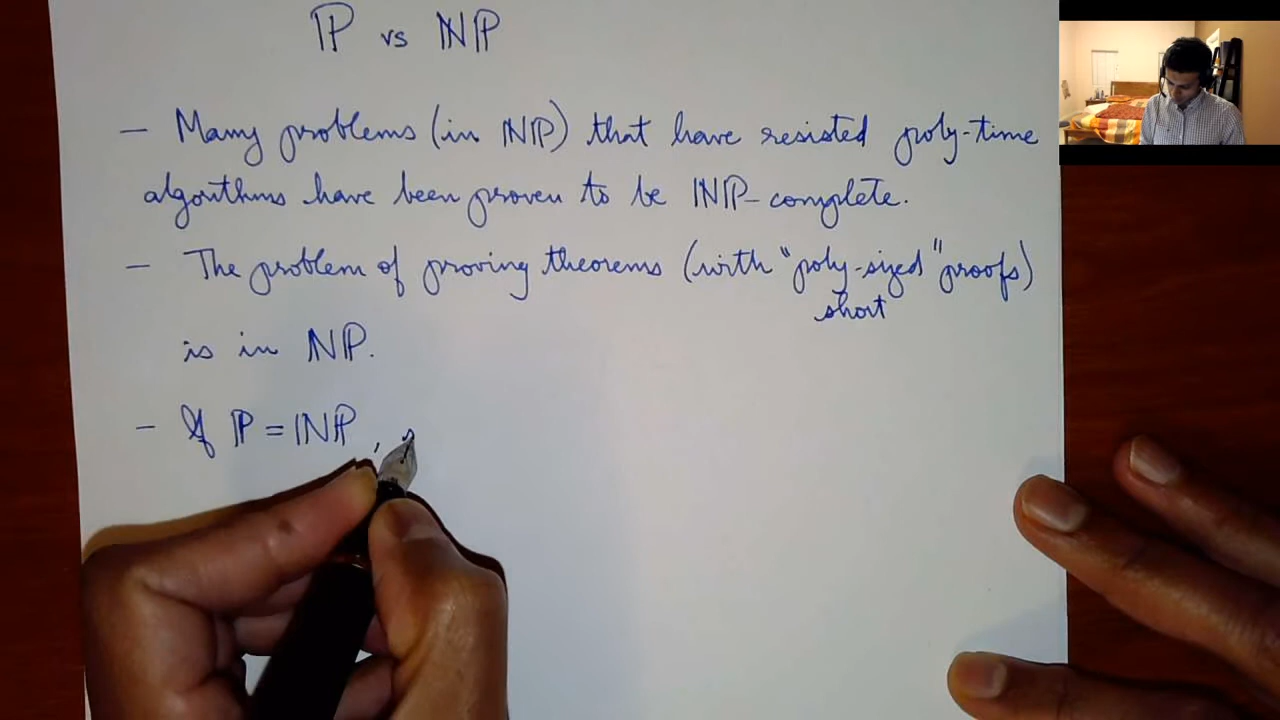 ℙ vs ℕℙ
- Many problems (in ℕℙ) that have resisted poly-time
algorithms have been proven to be ℕℙ-complete.
- The problem of proving theorems (with "poly-sized" proofs)
short
is in ℕℙ.
- If ℙ = ℕℙ,